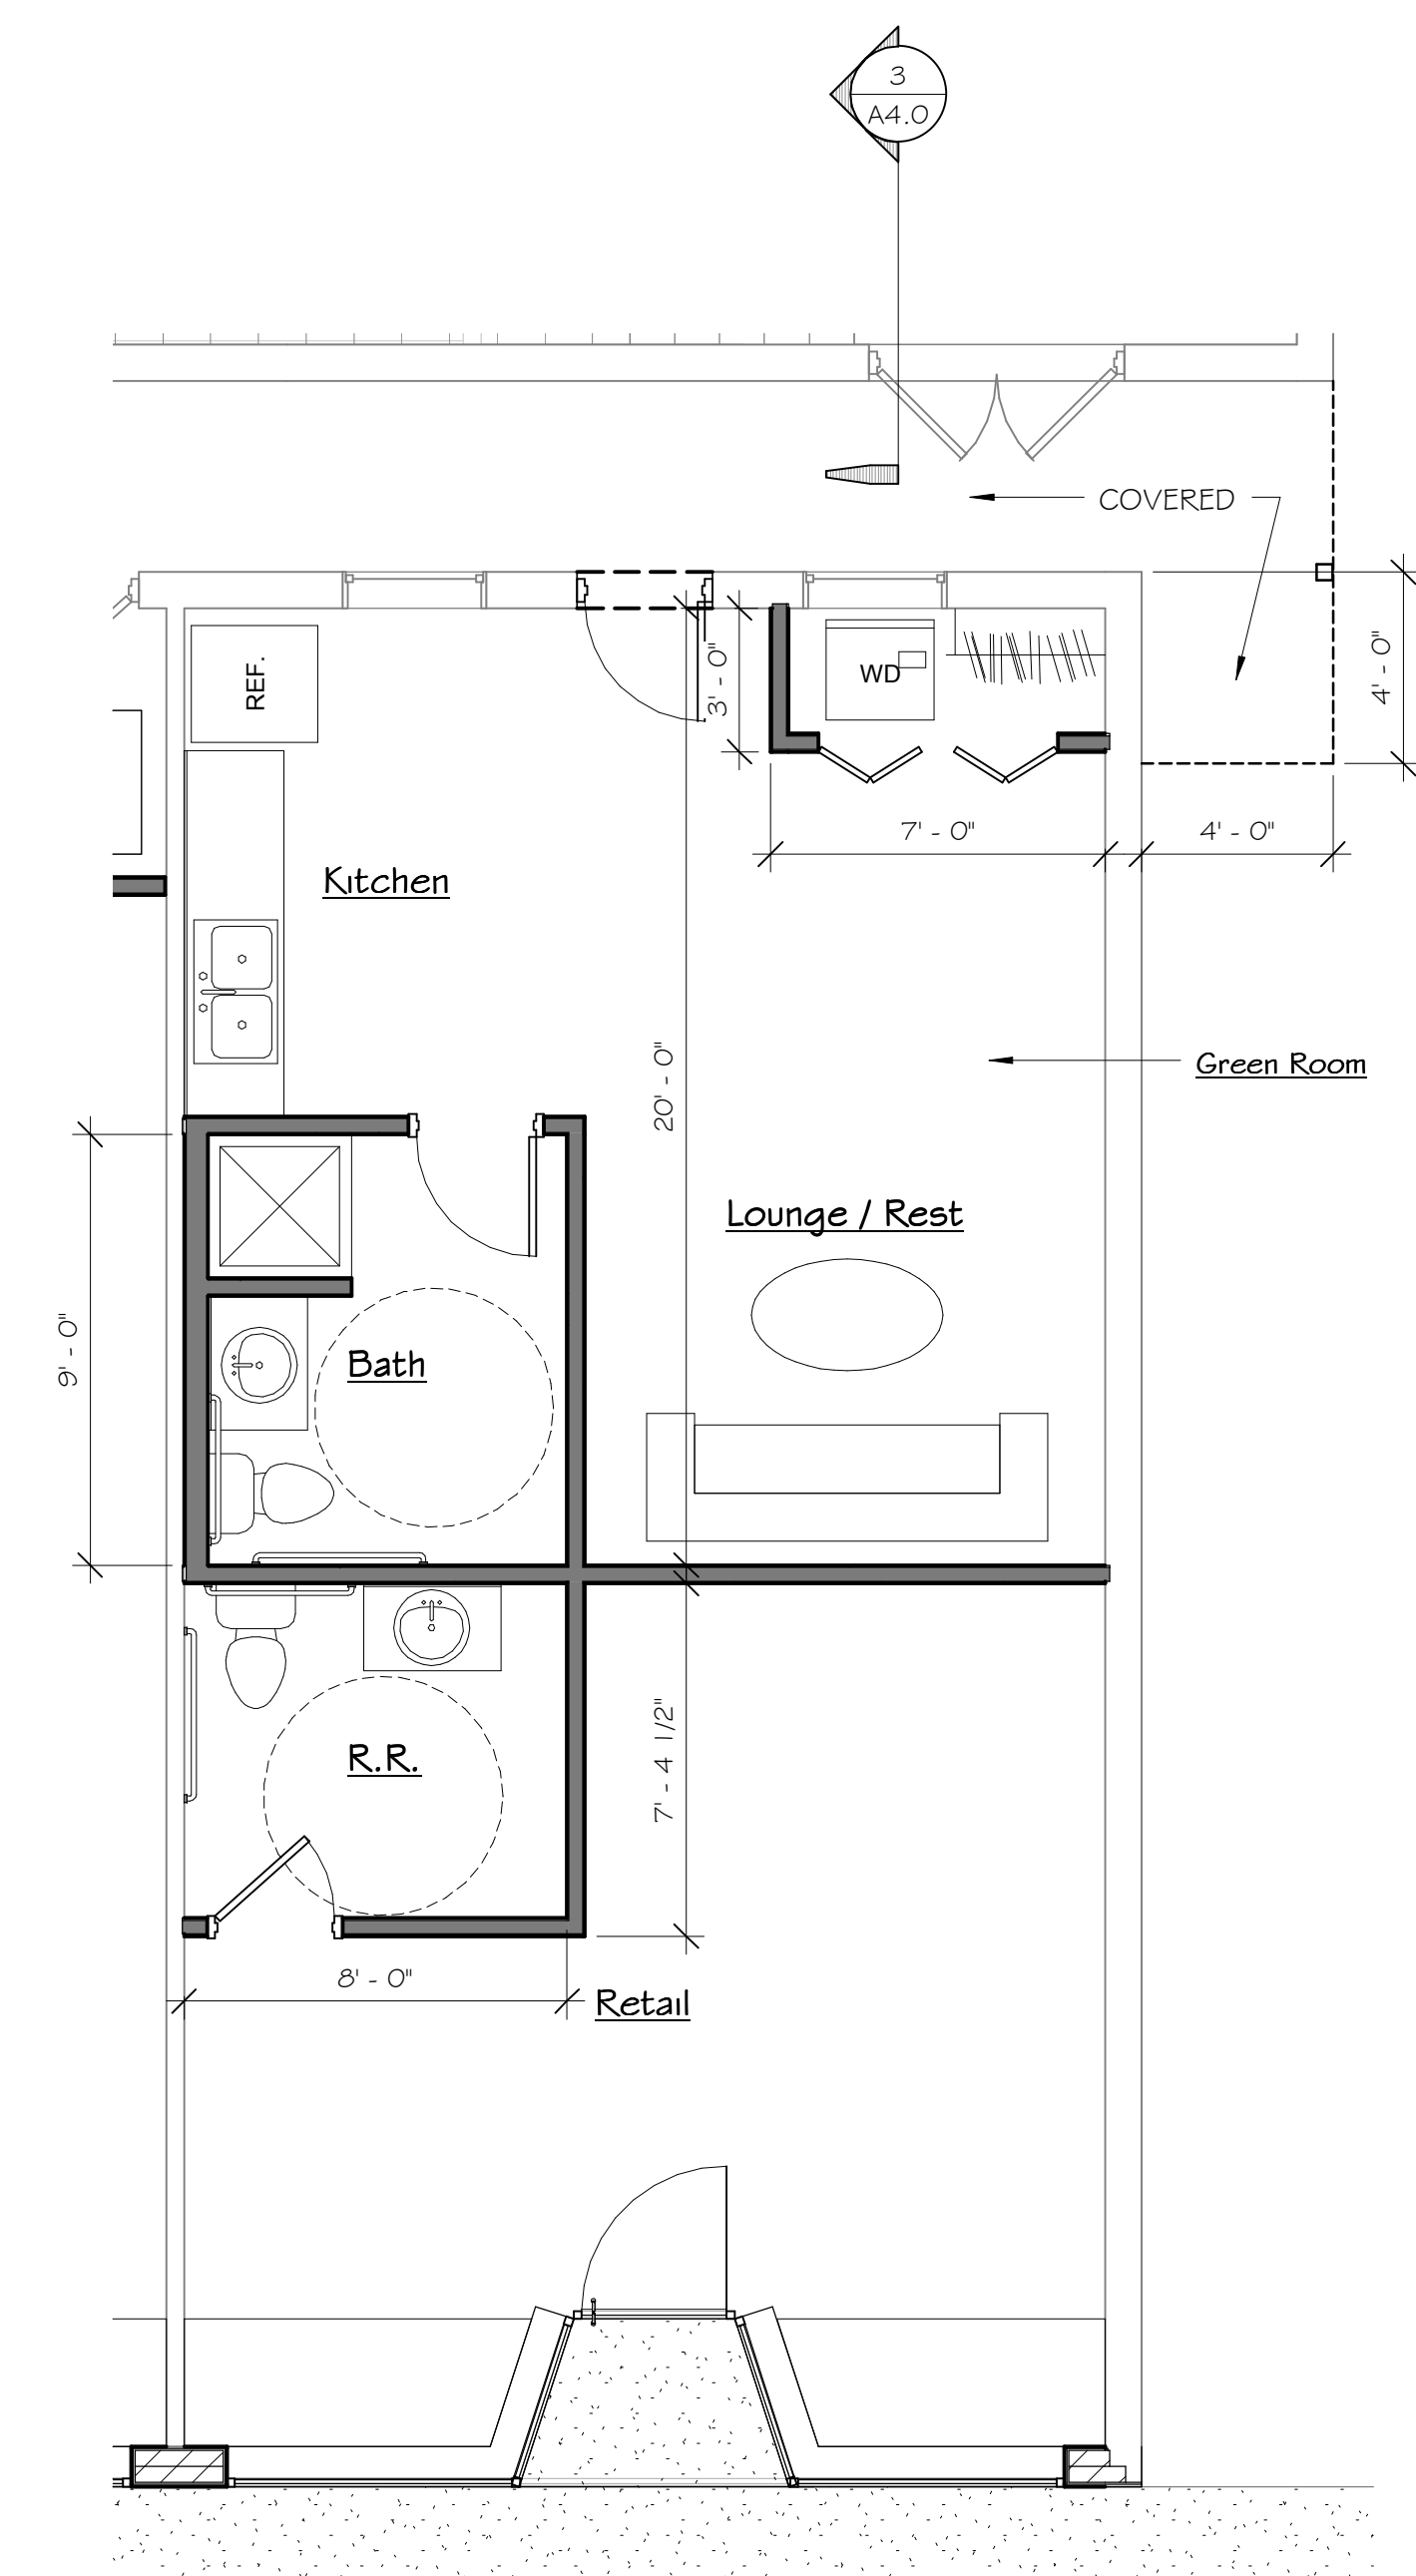 3
A4.0
COVERED
REF.
3' - 0"
WD
4' - 0"
7' - 0"
4' - 0"
Kitchen
20' - 0"
Green Room
Lounge / Rest
9' - 0"
Bath
7' - 4 1/2"
R.R.
8' - 0"
Retail